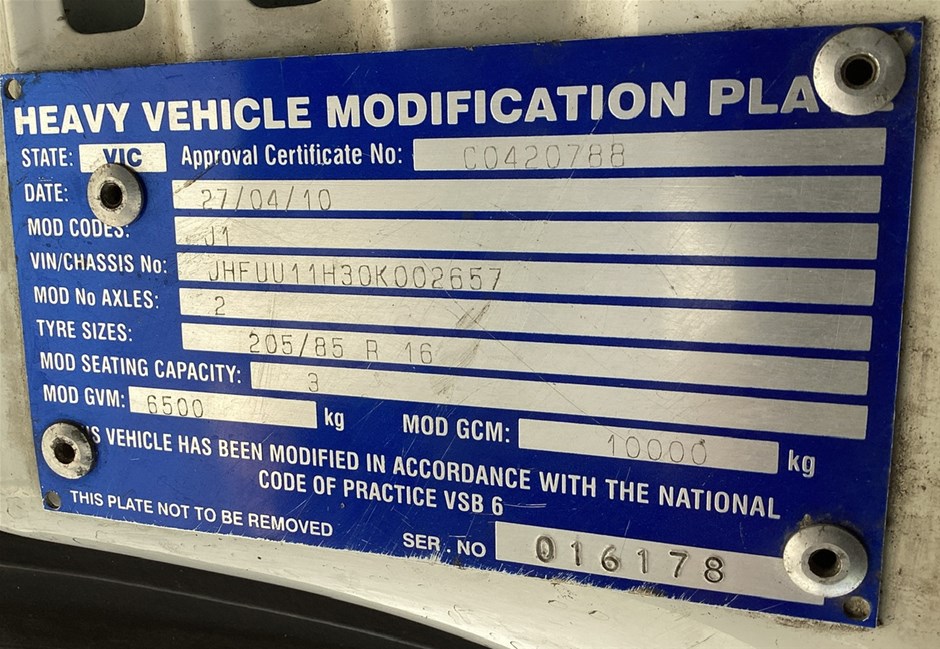 HEAVY VEHICLE MODIFICATION PLA
STATE: VIC Approval Certificate No: C0420788
DATE: 27/04/10
MOD CODES: J1
VIN/CHASSIS No: JHFUU11H30K002657
MOD No AXLES: 2
TYRE SIZES: 205/85 R 16
MOD SEATING CAPACITY: 3
MOD GVM: 6500 kg MOD GCM: 10000 kg
S VEHICLE HAS BEEN MODIFIED IN ACCORDANCE WITH THE NATIONAL
CODE OF PRACTICE VSB 6
THIS PLATE NOT TO BE REMOVED
SER. NO 016178